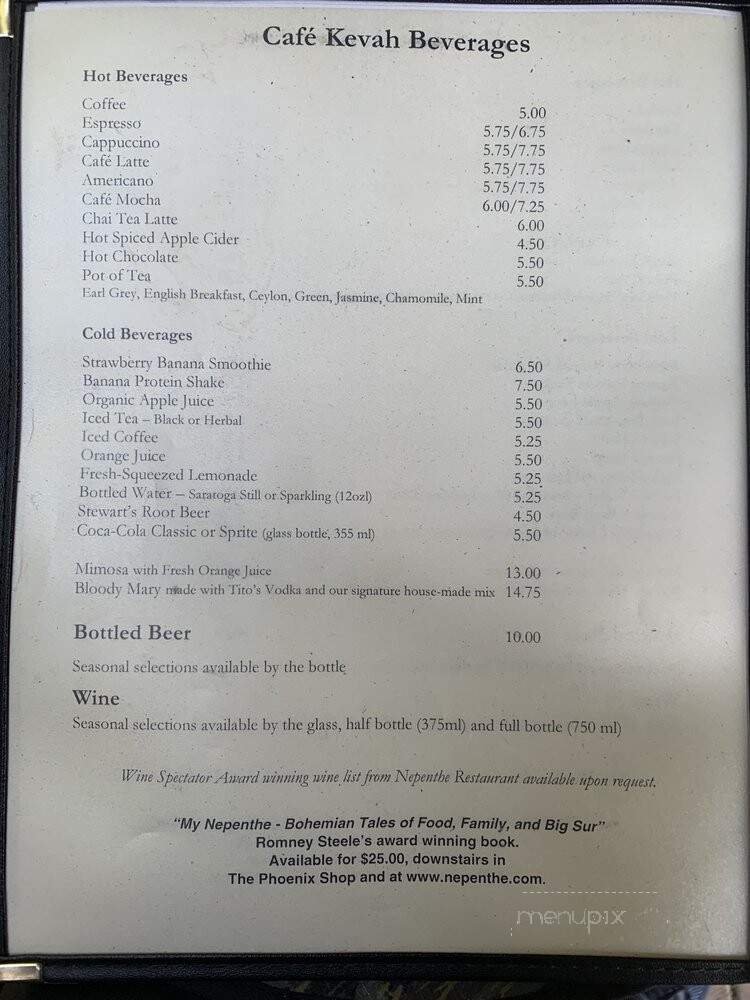 Café Kevah Beverages
Hot Beverages
Coffee 5.00
Espresso 5.75/6.75
Cappuccino 5.75/7.75
Café Latte 5.75/7.75
Americano 5.75/7.75
Café Mocha 6.00/7.25
Chai Tea Latte 6.00
Hot Spiced Apple Cider 4.50
Hot Chocolate 5.50
Pot of Tea 5.50
Earl Grey, English Breakfast, Ceylon, Green, Jasmine, Chamomile, Mint
Cold Beverages
Strawberry Banana Smoothie 6.50
Banana Protein Shake 7.50
Organic Apple Juice 5.50
Iced Tea – Black or Herbal 5.50
Iced Coffee 5.25
Orange Juice 5.50
Fresh-Squeezed Lemonade 5.25
Bottled Water – Saratoga Still or Sparkling (12ozl) 5.25
Stewart's Root Beer 4.50
Coca-Cola Classic or Sprite (glass bottle, 355 ml) 5.50
Mimosa with Fresh Orange Juice 13.00
Bloody Mary made with Tito's Vodka and our signature house-made mix 14.75
Bottled Beer 10.00
Seasonal selections available by the bottle
Wine
Seasonal selections available by the glass, half bottle (375ml) and full bottle (750 ml)
Wine Spectator Award winning wine list from Nepenthe Restaurant available upon request.
"My Nepenthe - Bohemian Tales of Food, Family, and Big Sur"
Romney Steele's award winning book.
Available for $25.00, downstairs in
The Phoenix Shop and at www.nepenthe.com.
menupix